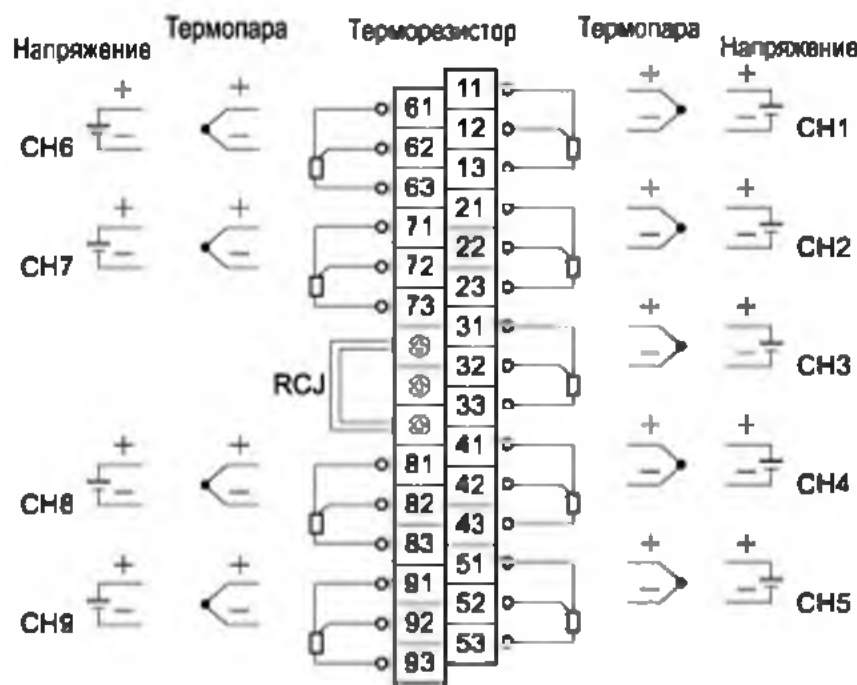 Напряжение Термопара Терморезистор Термопара Напряжение
+ + 11 + +
61
CH6 − − 62 12 − − CH1
63 13
+ + 21 + +
71
CH7 − − 72 22 − − CH2
73 23
31 + +
RCJ 32 − − CH3
33
+ + 41 + +
81
CH8 − − 82 42 − − CH4
83 43
+ + 51 + +
91
CH9 − − 92 52 − − CH5
93 53